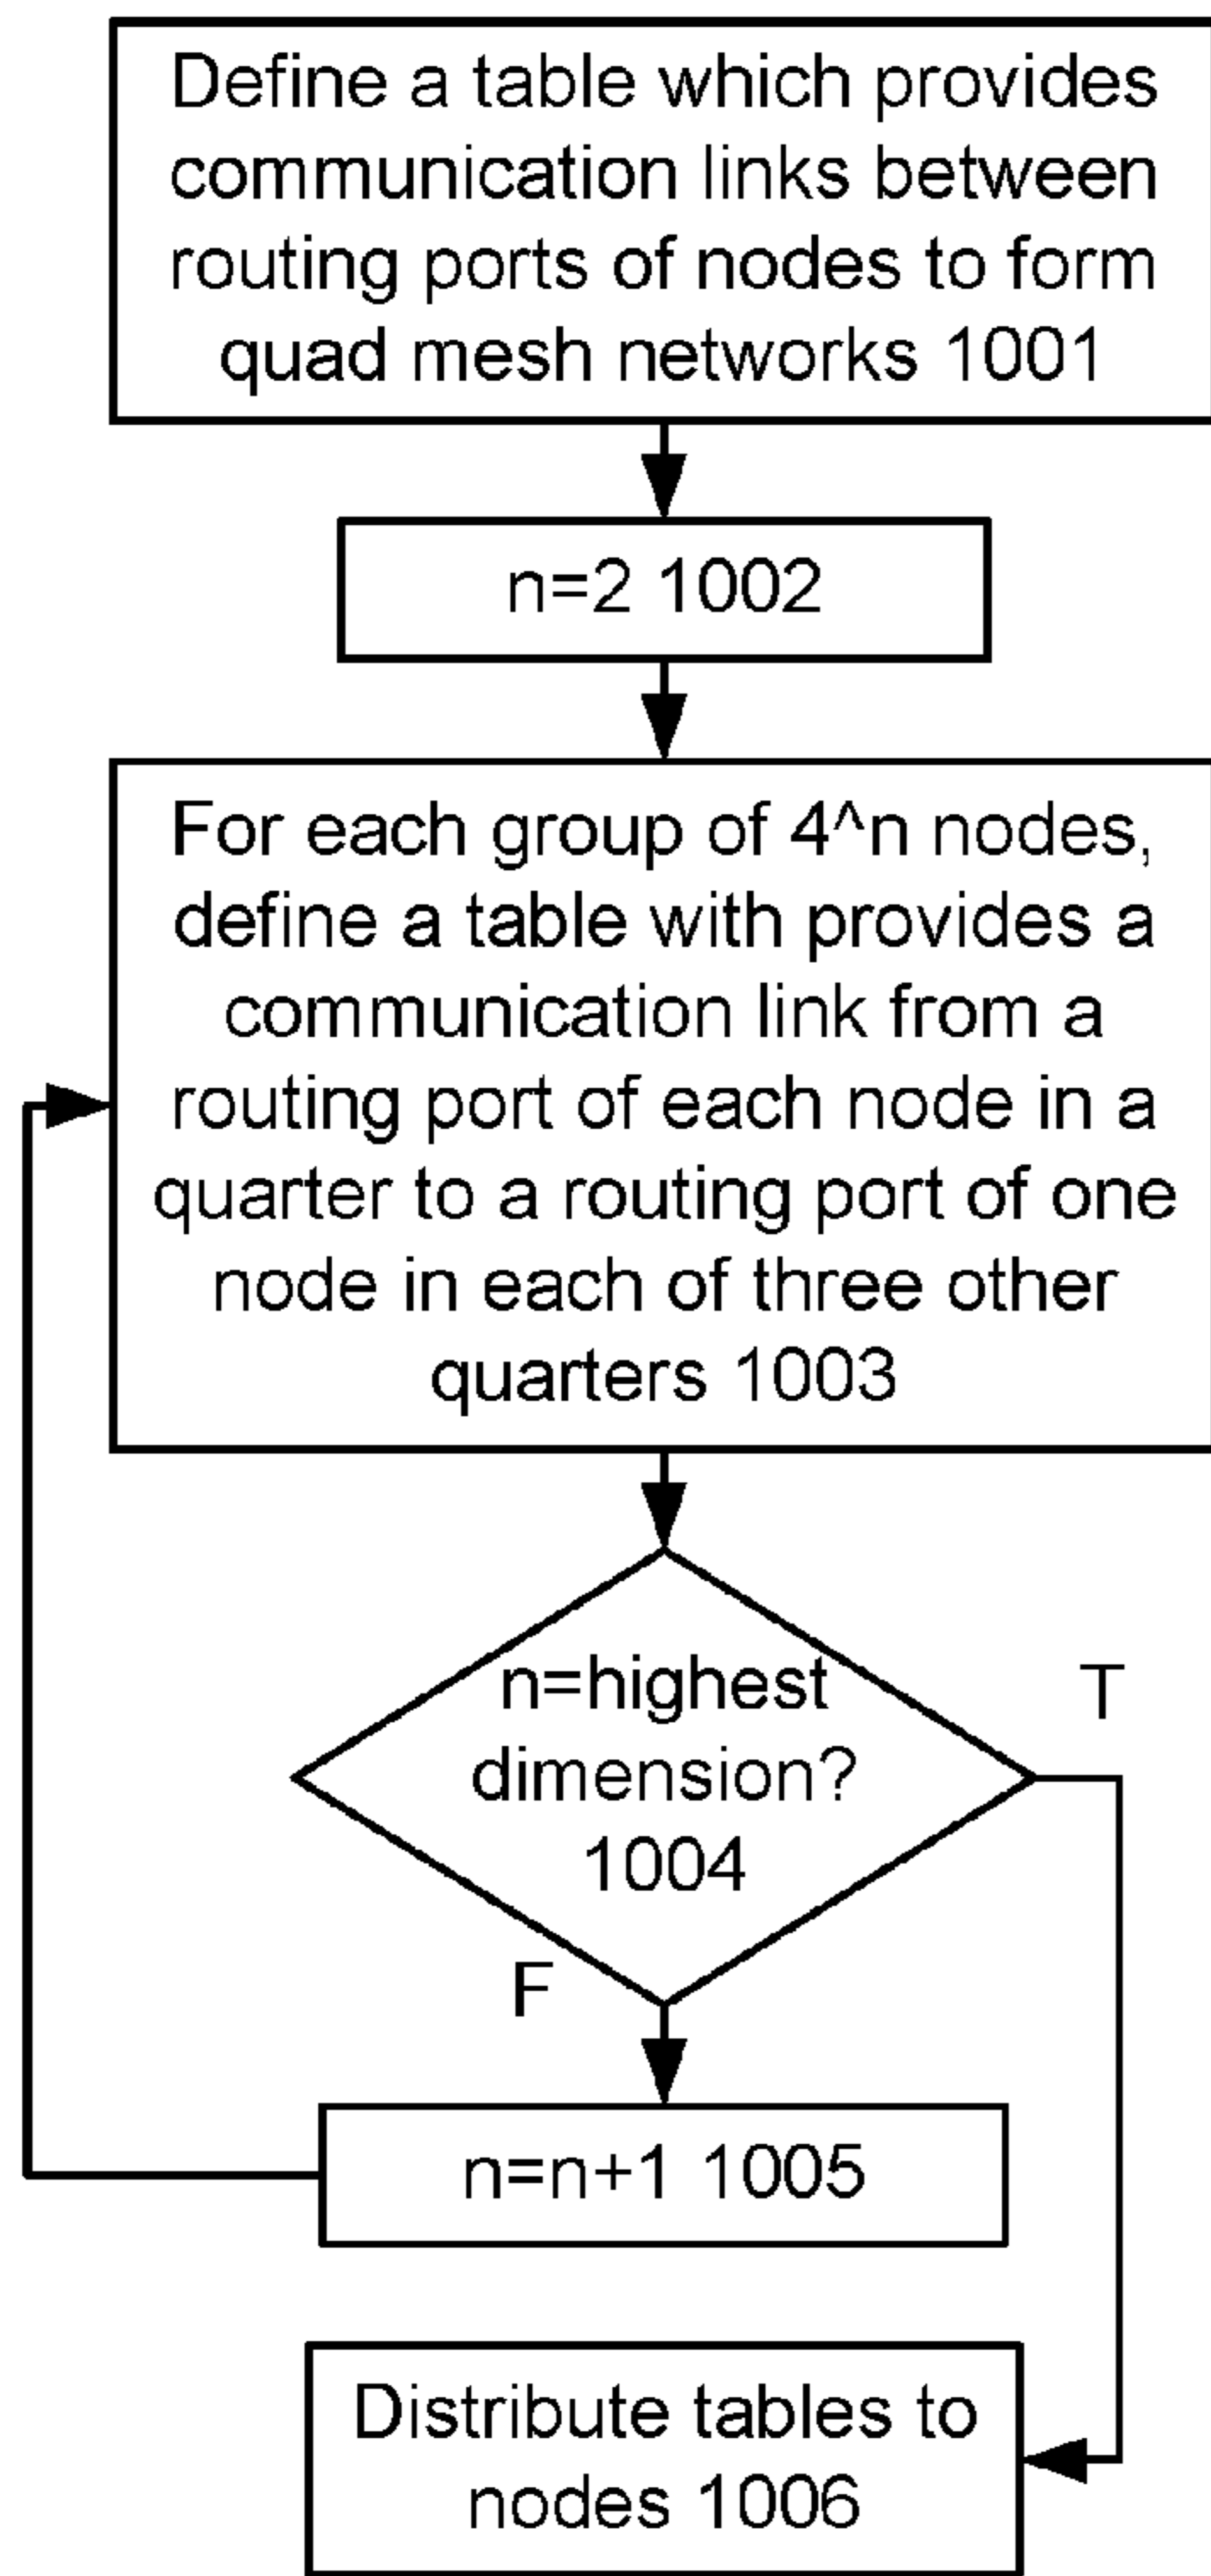 Define a table which provides
communication links between
routing ports of nodes to form
quad mesh networks 1001
n=2 1002
For each group of 4^n nodes,
define a table with provides a
communication link from a
routing port of each node in a
quarter to a routing port of one
node in each of three other
quarters 1003
n=highest
dimension?
1004
T
F
n=n+1 1005
Distribute tables to
nodes 1006